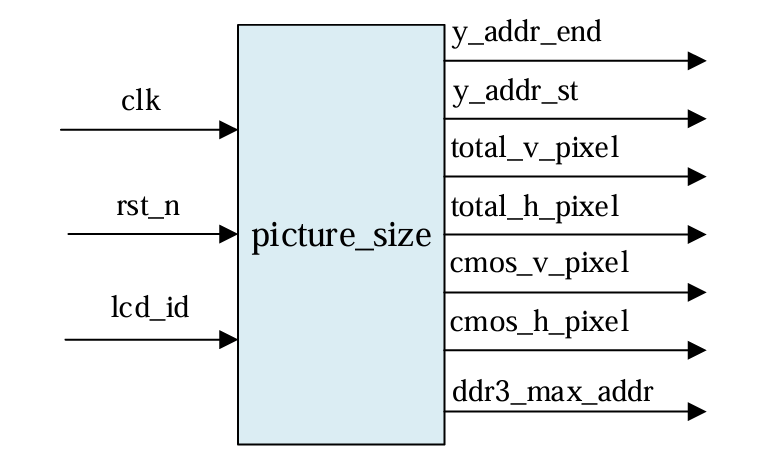 clk
rst_n
lcd_id
picture_size
y_addr_end
y_addr_st
total_v_pixel
total_h_pixel
cmos_v_pixel
cmos_h_pixel
ddr3_max_addr